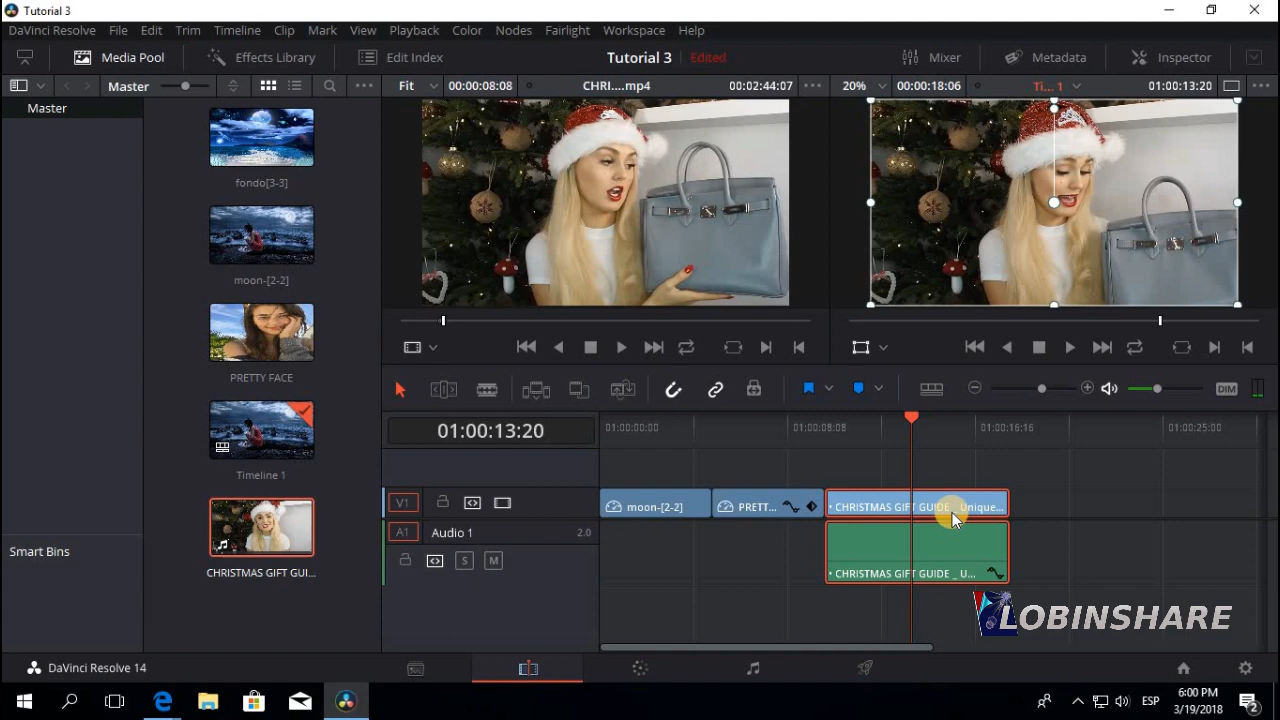 Tutorial 3
DaVinci Resolve File Edit Trim Timeline Clip Mark View Playback Color Nodes Fairlight Workspace Help
Media Pool Effects Library Edit Index Tutorial 3 Edited Mixer Metadata Inspector
Master Fit 00:00:08:08 CHRI....mp4 00:02:44:07 20% 00:00:18:06 Ti... 1 01:00:13:20
Master
fondo[3-3]
moon-[2-2]
PRETTY FACE
Timeline 1
CHRISTMAS GIFT GUI...
Smart Bins
DIM
01:00:13:20 01:00:00:00 01:00:08:08 01:00:16:16 01:00:25:00
V1 moon-[2-2] PRETT... CHRISTMAS GIFT GUIDE _ Unique...
A1 Audio 1 2.0
S M
CHRISTMAS GIFT GUIDE _ U...
LOBINSHARE
DaVinci Resolve 14
ESP
6:00 PM
3/19/2018
2